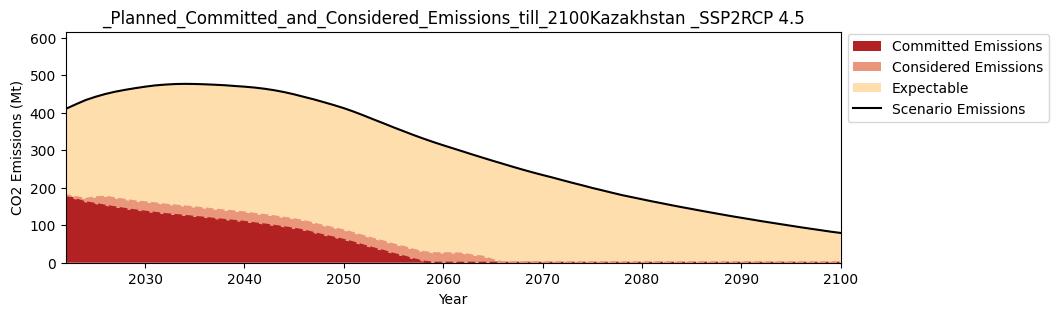 _Planned_Committed_and_Considered_Emissions_till_2100Kazakhstan _SSP2RCP 4.5
600
500
400
300
200
100
0
CO2 Emissions (Mt)
2030 2040 2050 2060 2070 2080 2090 2100
Year
Committed Emissions
Considered Emissions
Expectable
Scenario Emissions